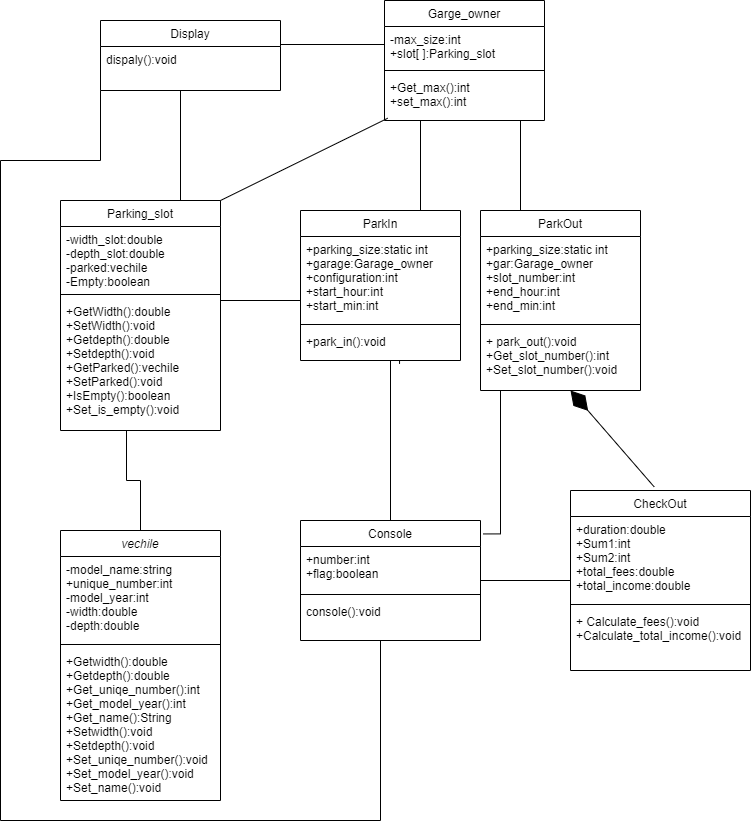 Display
dispaly():void
Garge_owner
-max_size:int
+slot[ ]:Parking_slot
+Get_max():int
+set_max():int
Parking_slot
-width_slot:double
-depth_slot:double
-parked:vechile
-Empty:boolean
+GetWidth():double
+SetWidth():void
+Getdepth():double
+Setdepth():void
+GetParked():vechile
+SetParked():void
+IsEmpty():boolean
+Set_is_empty():void
ParkIn
+parking_size:static int
+garage:Garage_owner
+configuration:int
+start_hour:int
+start_min:int
+park_in():void
ParkOut
+parking_size:static int
+gar:Garage_owner
+slot_number:int
+end_hour:int
+end_min:int
+ park_out():void
+Get_slot_number():int
+Set_slot_number():void
vechile
-model_name:string
+unique_number:int
-model_year:int
-width:double
-depth:double
+Getwidth():double
+Getdepth():double
+Get_uniqe_number():int
+Get_model_year():int
+Get_name():String
+Setwidth():void
+Setdepth():void
+Set_uniqe_number():void
+Set_model_year():void
+Set_name():void
Console
+number:int
+flag:boolean
console():void
CheckOut
+duration:double
+Sum1:int
+Sum2:int
+total_fees:double
+total_income:double
+ Calculate_fees():void
+Calculate_total_income():void